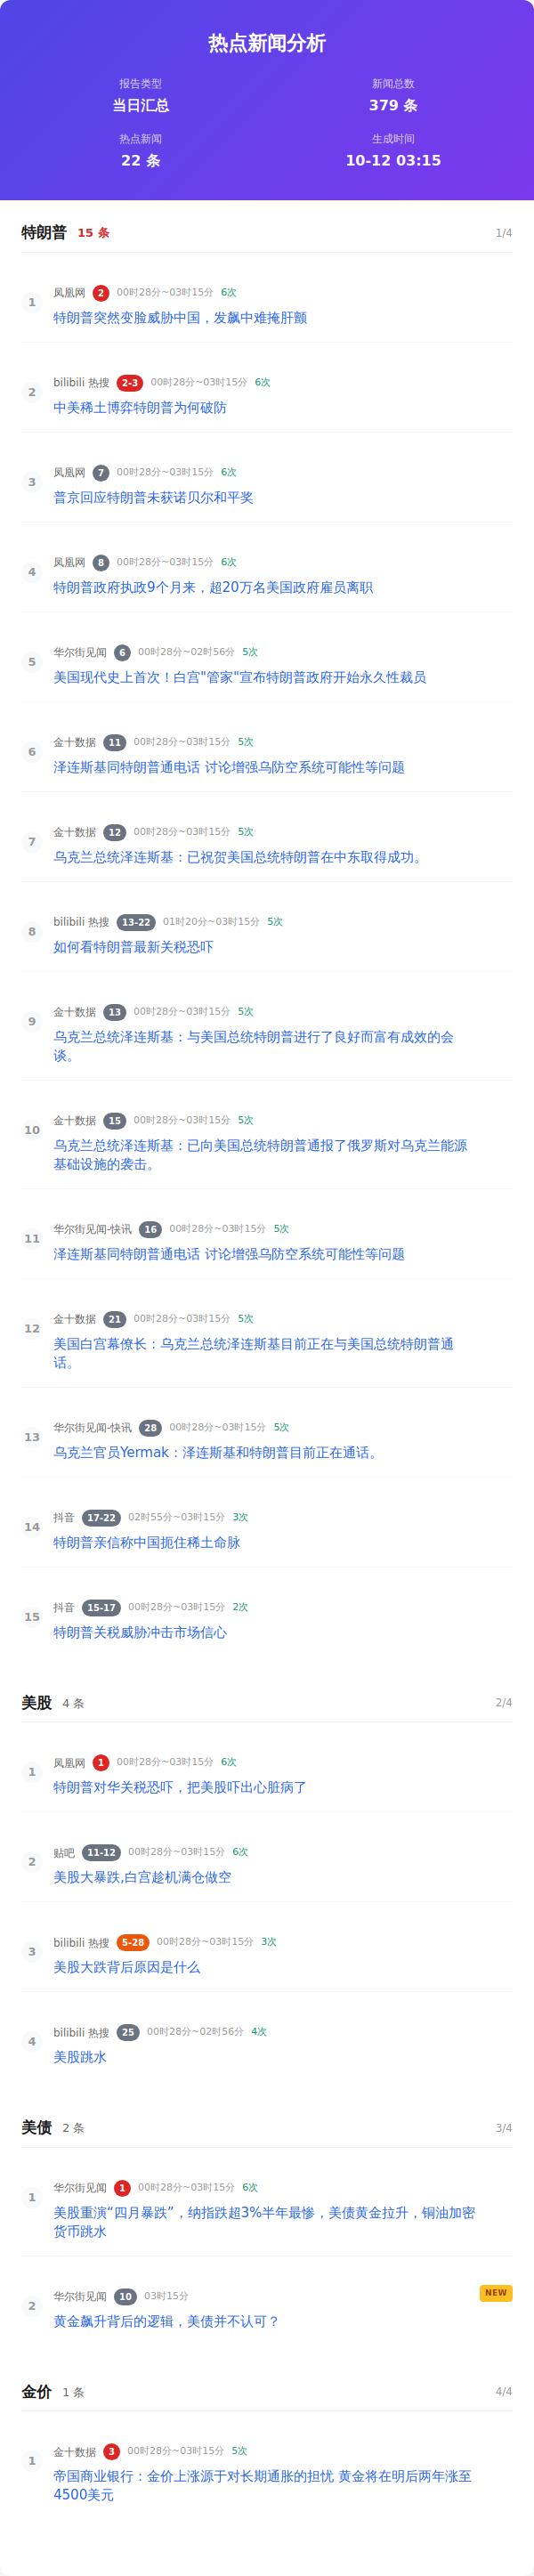 热点新闻分析
报告类型
新闻总数
当日汇总
379 条
热点新闻
生成时间
22 条
10-12 03:15
特朗普 15 条 1/4
1
凤凰网 2 00时28分~03时15分 6次
特朗普突然变脸威胁中国，发飙中难掩肝颤
2
bilibili 热搜 2-3 00时28分~03时15分 6次
中美稀土博弈特朗普为何破防
3
凤凰网 7 00时28分~03时15分 6次
普京回应特朗普未获诺贝尔和平奖
4
凤凰网 8 00时28分~03时15分 6次
特朗普政府执政9个月来，超20万名美国政府雇员离职
5
华尔街见闻 6 00时28分~02时56分 5次
美国现代史上首次！白宫"管家"宣布特朗普政府开始永久性裁员
6
金十数据 11 00时28分~03时15分 5次
泽连斯基同特朗普通电话 讨论增强乌防空系统可能性等问题
7
金十数据 12 00时28分~03时15分 5次
乌克兰总统泽连斯基：已祝贺美国总统特朗普在中东取得成功。
8
bilibili 热搜 13-22 01时20分~03时15分 5次
如何看特朗普最新关税恐吓
9
金十数据 13 00时28分~03时15分 5次
乌克兰总统泽连斯基：与美国总统特朗普进行了良好而富有成效的会
谈。
10
金十数据 15 00时28分~03时15分 5次
乌克兰总统泽连斯基：已向美国总统特朗普通报了俄罗斯对乌克兰能源
基础设施的袭击。
11
华尔街见闻-快讯 16 00时28分~03时15分 5次
泽连斯基同特朗普通电话 讨论增强乌防空系统可能性等问题
12
金十数据 21 00时28分~03时15分 5次
美国白宫幕僚长：乌克兰总统泽连斯基目前正在与美国总统特朗普通
话。
13
华尔街见闻-快讯 28 00时28分~03时15分 5次
乌克兰官员Yermak：泽连斯基和特朗普目前正在通话。
14
抖音 17-22 02时55分~03时15分 3次
特朗普亲信称中国扼住稀土命脉
15
抖音 15-17 00时28分~03时15分 2次
特朗普关税威胁冲击市场信心
美股 4 条 2/4
1
凤凰网 1 00时28分~03时15分 6次
特朗普对华关税恐吓，把美股吓出心脏病了
2
贴吧 11-12 00时28分~03时15分 6次
美股大暴跌,白宫趁机满仓做空
3
bilibili 热搜 5-28 00时28分~03时15分 3次
美股大跌背后原因是什么
4
bilibili 热搜 25 00时28分~02时56分 4次
美股跳水
美债 2 条 3/4
1
华尔街见闻 1 00时28分~03时15分 6次
美股重演“四月暴跌”，纳指跌超3%半年最惨，美债黄金拉升，铜油加密
货币跳水
2
华尔街见闻 10 03时15分 NEW
黄金飙升背后的逻辑，美债并不认可？
金价 1 条 4/4
1
金十数据 3 00时28分~03时15分 5次
帝国商业银行：金价上涨源于对长期通胀的担忧 黄金将在明后两年涨至
4500美元